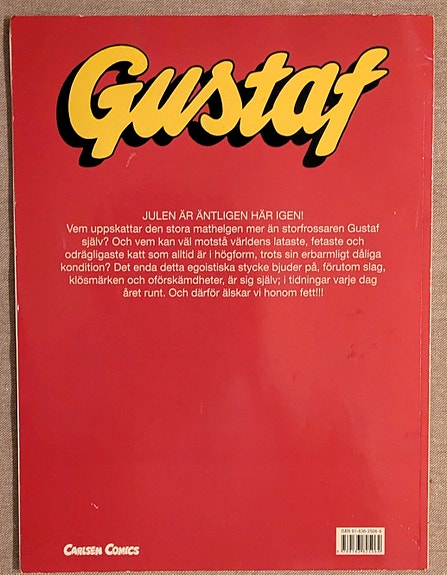 Gustaf
JULEN ÄR ÄNTLIGEN HÄR IGEN!
Vem uppskattar den stora mathelgen mer än storfrossaren Gustaf
själv? Och vem kan väl motstå världens lataste, fetaste och
odrägligaste katt som alltid är i högform, trots sin erbarmligt dåliga
kondition? Det enda detta egoistiska stycke bjuder på, förutom slag,
klösmärken och oförskämdheter, är sig själv; i tidningar varje dag
året runt. Och därför älskar vi honom fett!!!
CARLSEN COMICS